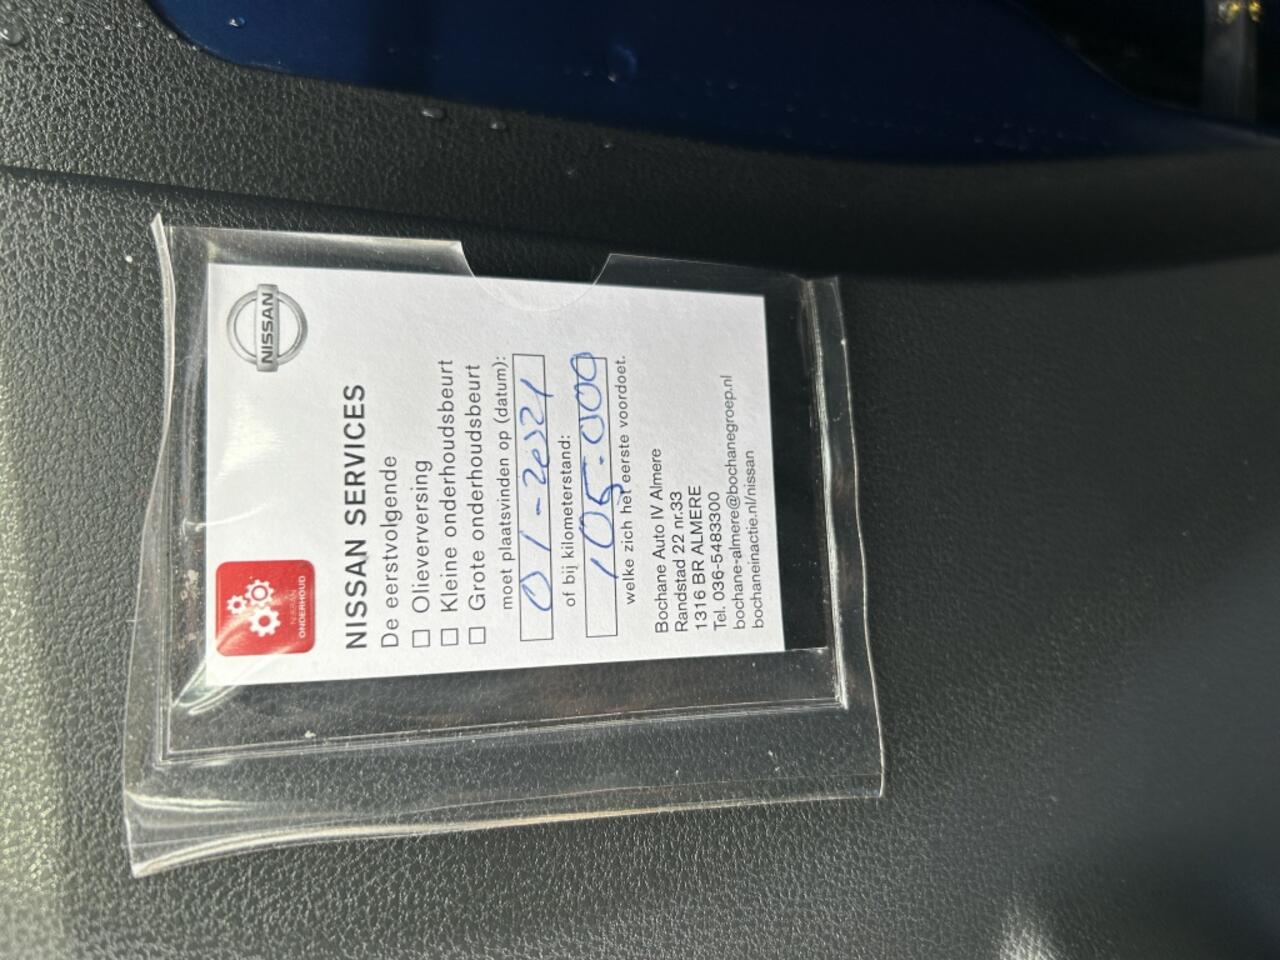 NISSAN
NISSAN
ONDERHOUD
NISSAN SERVICES
De eerstvolgende
Olieverversing
Kleine onderhoudsbeurt
Grote onderhoudsbeurt
moet plaatsvinden op (datum):
01-2021
of bij kilometerstand:
105.000
welke zich het eerste voordoet.
Bochane Auto IV Almere
Randstad 22 nr.33
1316 BR ALMERE
Tel. 036-5483300
bochane-almere@bochanegroep.nl
bochaneinactie.nl/nissan